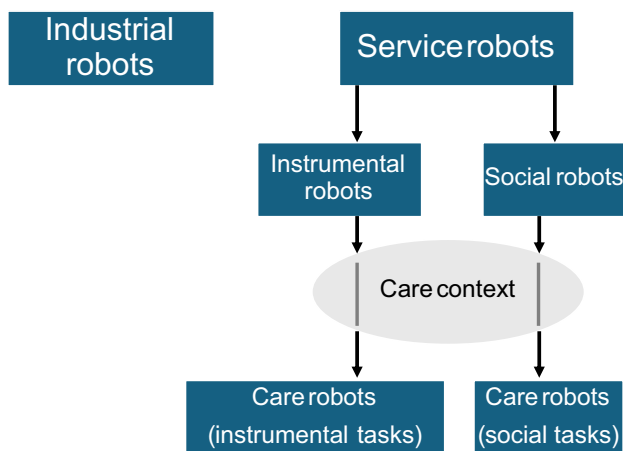 Industrial
robots
Service robots
Instrumental
robots
Social robots
Care context
Care robots
(instrumental tasks)
Care robots
(social tasks)